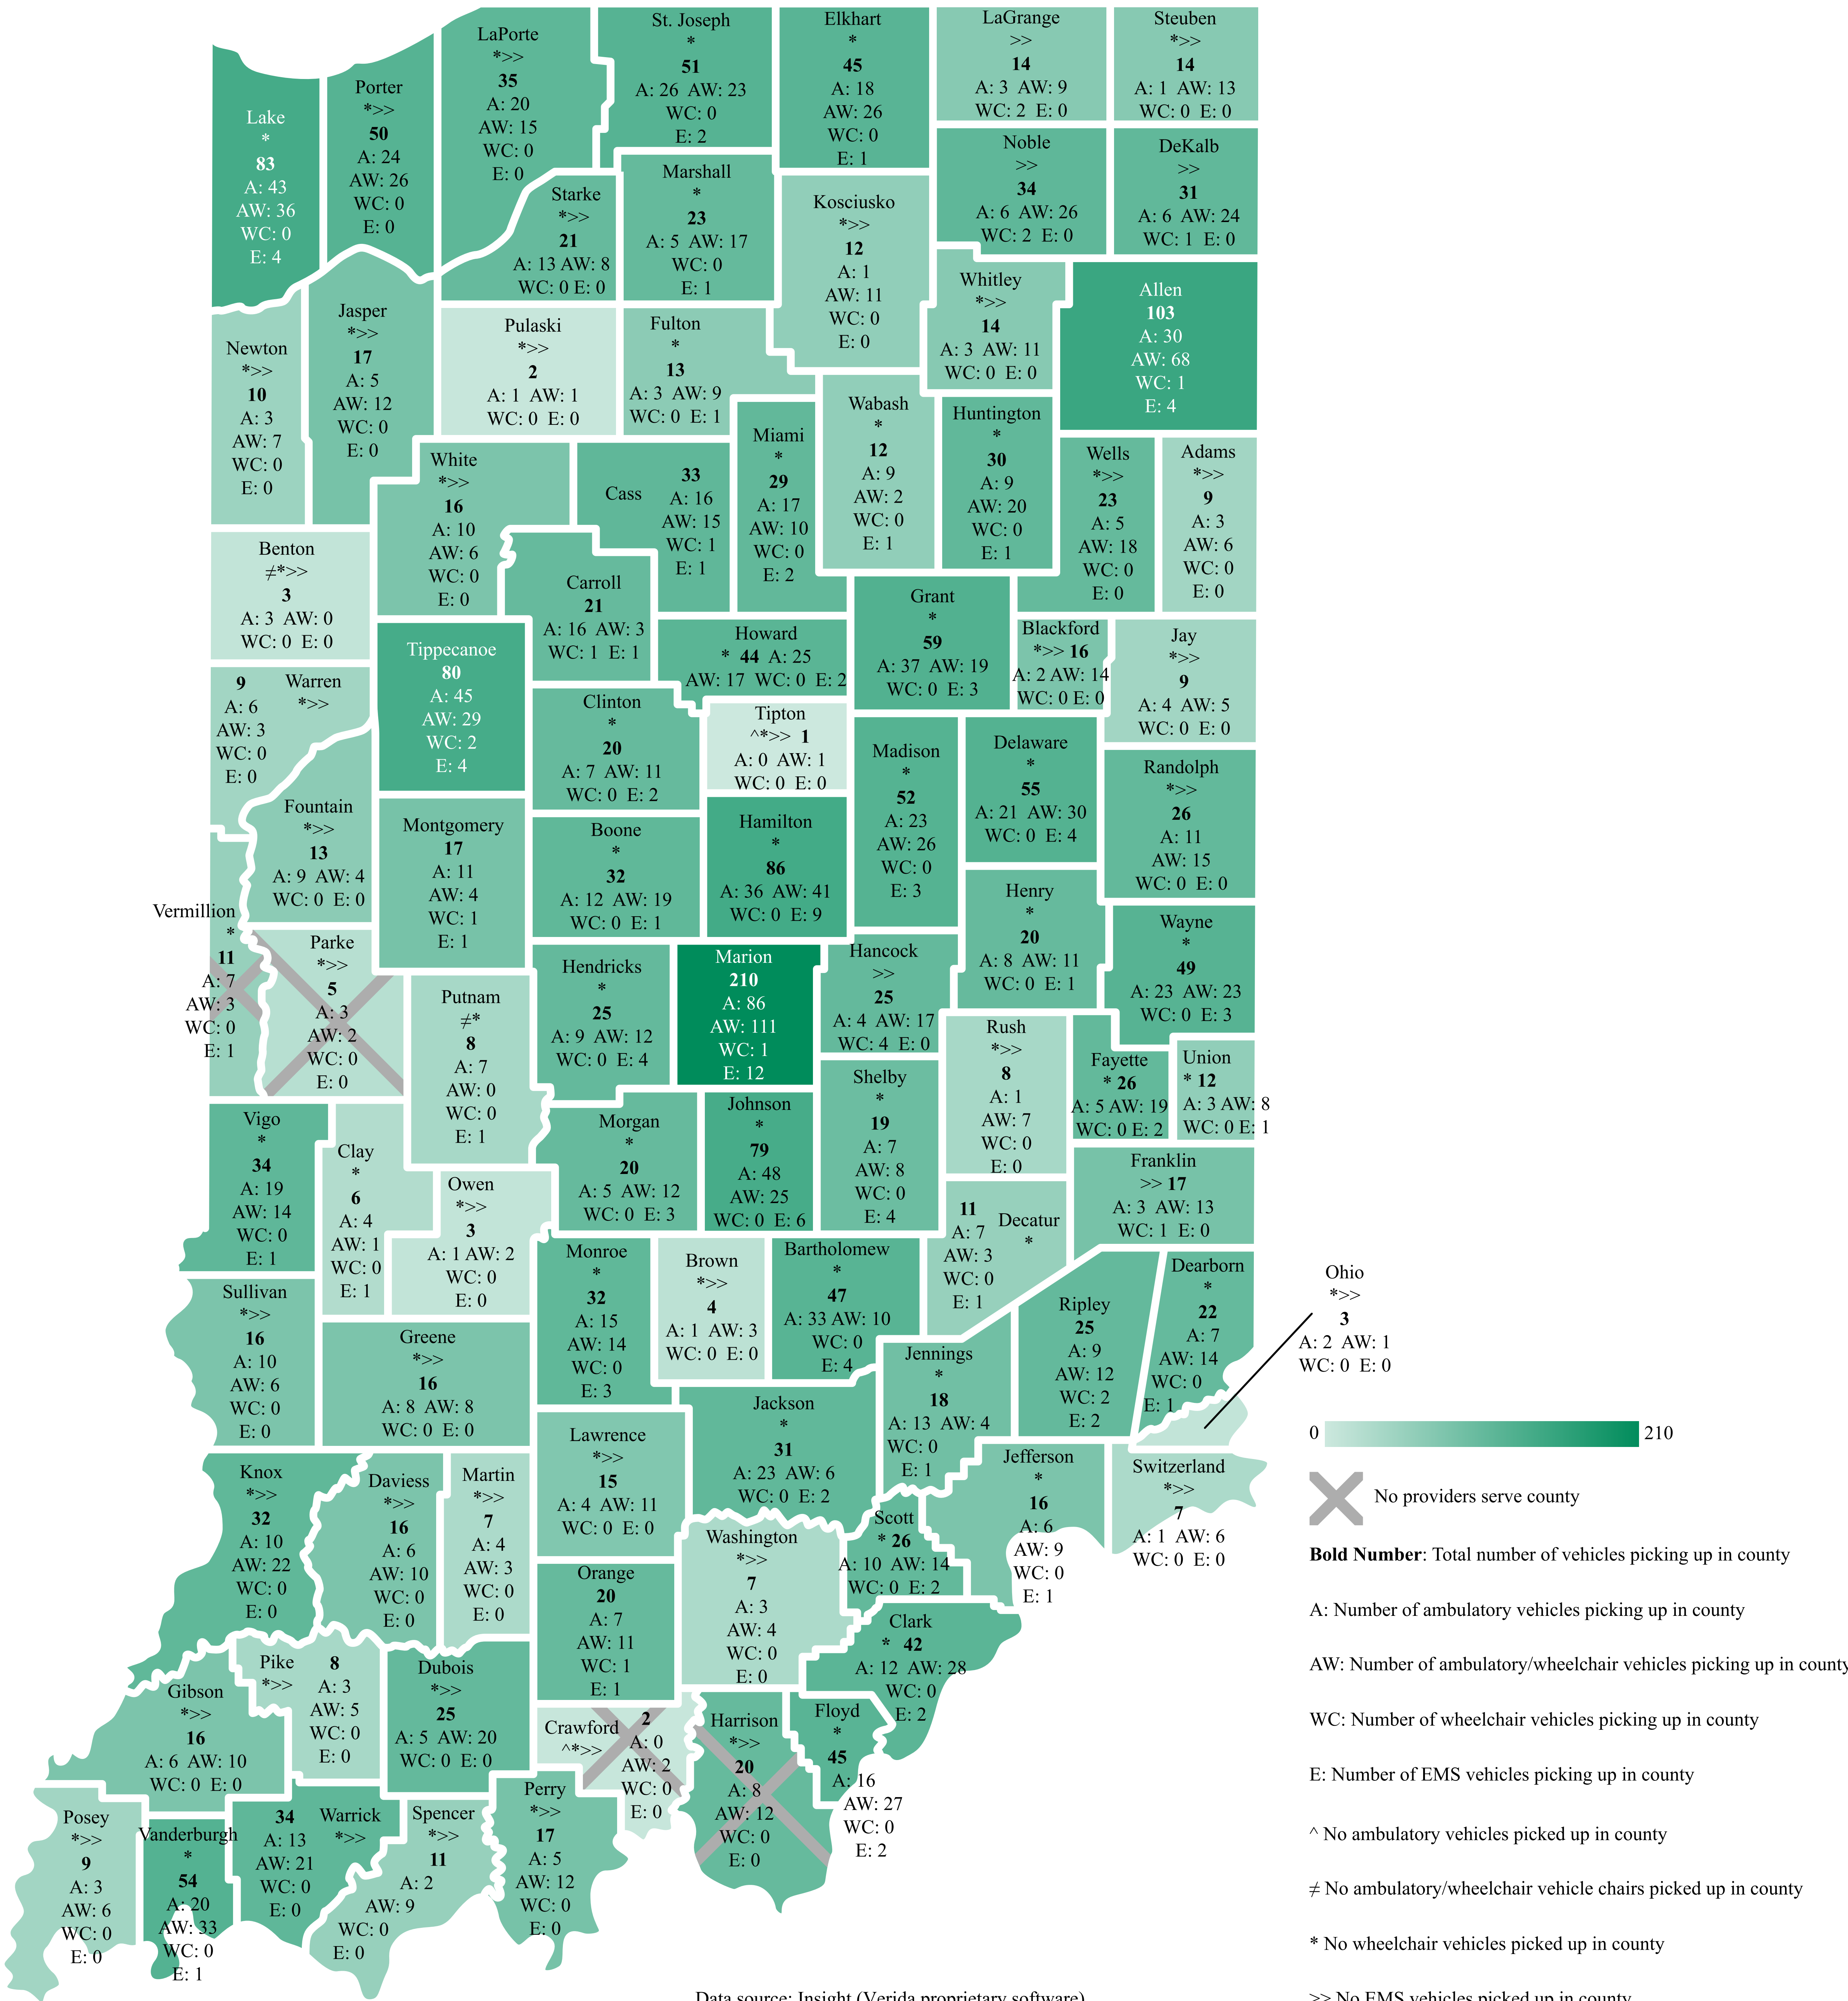 LaPorte
*>>
35
A: 20
AW: 15
WC: 0
E: 0
St. Joseph
*
51
A: 26 AW: 23
WC: 0
E: 2
Elkhart
*
45
A: 18
AW: 26
WC: 0
E: 1
LaGrange
>>
14
A: 3 AW: 9
WC: 2 E: 0
Steuben
*>>
14
A: 1 AW: 13
WC: 0 E: 0
Lake
*
83
A: 43
AW: 36
WC: 0
E: 4
Porter
*>>
50
A: 24
AW: 26
WC: 0
E: 0
Starke
*>>
21
A: 13 AW: 8
WC: 0 E: 0
Marshall
*
23
A: 5 AW: 17
WC: 0
E: 1
Kosciusko
*>>
12
A: 1
AW: 11
WC: 0
E: 0
Noble
>>
34
A: 6 AW: 26
WC: 2 E: 0
DeKalb
>>
31
A: 6 AW: 24
WC: 1 E: 0
Whitley
*>>
14
A: 3 AW: 11
WC: 0 E: 0
Allen
103
A: 30
AW: 68
WC: 1
E: 4
Newton
*>>
10
A: 3
AW: 7
WC: 0
E: 0
Jasper
*>>
17
A: 5
AW: 12
WC: 0
E: 0
Pulaski
*>>
2
A: 1 AW: 1
WC: 0 E: 0
Fulton
*
13
A: 3 AW: 9
WC: 0 E: 1
Miami
*
29
A: 17
AW: 10
WC: 0
E: 2
Wabash
*
12
A: 9
AW: 2
WC: 0
E: 1
Huntington
*
30
A: 9
AW: 20
WC: 0
E: 1
Wells
*>>
23
A: 5
AW: 18
WC: 0
E: 0
Adams
*>>
9
A: 3
AW: 6
WC: 0
E: 0
White
*>>
16
A: 10
AW: 6
WC: 0
E: 0
Cass
33
A: 16
AW: 15
WC: 1
E: 1
Benton
≠*>>
3
A: 3 AW: 0
WC: 0 E: 0
Carroll
21
A: 16 AW: 3
WC: 1 E: 1
Grant
*
59
A: 37 AW: 19
WC: 0 E: 3
Blackford
*>> 16
A: 2 AW: 14
WC: 0 E: 0
Jay
*>>
9
A: 4 AW: 5
WC: 0 E: 0
Howard
* 44 A: 25
AW: 17 WC: 0 E: 2
Tippecanoe
80
A: 45
AW: 29
WC: 2
E: 4
9 Warren
A: 6 *>>
AW: 3
WC: 0
E: 0
Clinton
*
20
A: 7 AW: 11
WC: 0 E: 2
Tipton
^*>> 1
A: 0 AW: 1
WC: 0 E: 0
Madison
*
52
A: 23
AW: 26
WC: 0
E: 3
Delaware
*
55
A: 21 AW: 30
WC: 0 E: 4
Randolph
*>>
26
A: 11
AW: 15
WC: 0 E: 0
Fountain
*>>
13
A: 9 AW: 4
WC: 0 E: 0
Montgomery
17
A: 11
AW: 4
WC: 1
E: 1
Boone
*
32
A: 12 AW: 19
WC: 0 E: 1
Hamilton
*
86
A: 36 AW: 41
WC: 0 E: 9
Henry
*
20
A: 8 AW: 11
WC: 0 E: 1
Wayne
*
49
A: 23 AW: 23
WC: 0 E: 3
Vermillion
*
11
A: 7
AW: 3
WC: 0
E: 1
Parke
*>>
5
A: 3
AW: 2
WC: 0
E: 0
Putnam
≠*
8
A: 7
AW: 0
WC: 0
E: 1
Hendricks
*
25
A: 9 AW: 12
WC: 0 E: 4
Marion
210
A: 86
AW: 111
WC: 1
E: 12
Hancock
>>
25
A: 4 AW: 17
WC: 4 E: 0
Rush
*>>
8
A: 1
AW: 7
WC: 0
E: 0
Fayette
* 26
A: 5 AW: 19
WC: 0 E: 2
Union
* 12
A: 3 AW: 8
WC: 0 E: 1
Vigo
*
34
A: 19
AW: 14
WC: 0
E: 1
Clay
*
6
A: 4
AW: 1
WC: 0
E: 1
Owen
*>>
3
A: 1 AW: 2
WC: 0
E: 0
Morgan
*
20
A: 5 AW: 12
WC: 0 E: 3
Johnson
*
79
A: 48
AW: 25
WC: 0 E: 6
Shelby
*
19
A: 7
AW: 8
WC: 0
E: 4
Franklin
>> 17
A: 3 AW: 13
WC: 1 E: 0
11
A: 7 Decatur
AW: 3 *
WC: 0
E: 1
Sullivan
*>>
16
A: 10
AW: 6
WC: 0
E: 0
Greene
*>>
16
A: 8 AW: 8
WC: 0 E: 0
Monroe
*
32
A: 15
AW: 14
WC: 0
E: 3
Brown
*>>
4
A: 1 AW: 3
WC: 0 E: 0
Bartholomew
*
47
A: 33 AW: 10
WC: 0
E: 4
Ripley
25
A: 9
AW: 12
WC: 2
E: 2
Dearborn
*
22
A: 7
AW: 14
WC: 0
E: 1
Ohio
*>>
3
A: 2 AW: 1
WC: 0 E: 0
Jennings
*
18
A: 13 AW: 4
WC: 0
E: 1
Jackson
*
31
A: 23 AW: 6
WC: 0 E: 2
Lawrence
*>>
15
A: 4 AW: 11
WC: 0 E: 0
Knox
*>>
32
A: 10
AW: 22
WC: 0
E: 0
Daviess
*>>
16
A: 6
AW: 10
WC: 0
E: 0
Martin
*>>
7
A: 4
AW: 3
WC: 0
E: 0
Jefferson
*
16
A: 6
AW: 9
WC: 0
E: 1
Switzerland
*>>
7
A: 1 AW: 6
WC: 0 E: 0
Scott
* 26
A: 10 AW: 14
WC: 0 E: 2
Washington
*>>
7
A: 3
AW: 4
WC: 0
E: 0
Orange
20
A: 7
AW: 11
WC: 1
E: 1
Clark
* 42
A: 12 AW: 28
WC: 0
E: 2
Pike
*>>
8
A: 3
AW: 5
WC: 0
E: 0
Dubois
*>>
25
A: 5 AW: 20
WC: 0 E: 0
Gibson
*>>
16
A: 6 AW: 10
WC: 0 E: 0
Crawford
^*>>
2
A: 0
AW: 2
WC: 0
E: 0
Harrison
*>>
20
A: 8
AW: 12
WC: 0
E: 0
Floyd
*
45
A: 16
AW: 27
WC: 0
E: 2
Posey
*>>
9
A: 3
AW: 6
WC: 0
E: 0
Vanderburgh
*
54
A: 20
AW: 33
WC: 0
E: 1
34 Warrick
A: 13 *>>
AW: 21
WC: 0
E: 0
Spencer
*>>
11
A: 2
AW: 9
WC: 0
E: 0
Perry
*>>
17
A: 5
AW: 12
WC: 0
E: 0
0 210
No providers serve county
Bold Number: Total number of vehicles picking up in county
A: Number of ambulatory vehicles picking up in county
AW: Number of ambulatory/wheelchair vehicles picking up in county
WC: Number of wheelchair vehicles picking up in county
E: Number of EMS vehicles picking up in county
^ No ambulatory vehicles picked up in county
≠ No ambulatory/wheelchair vehicle chairs picked up in county
* No wheelchair vehicles picked up in county
>> No EMS vehicles picked up in county
Data source: Insight (Verida proprietary software)